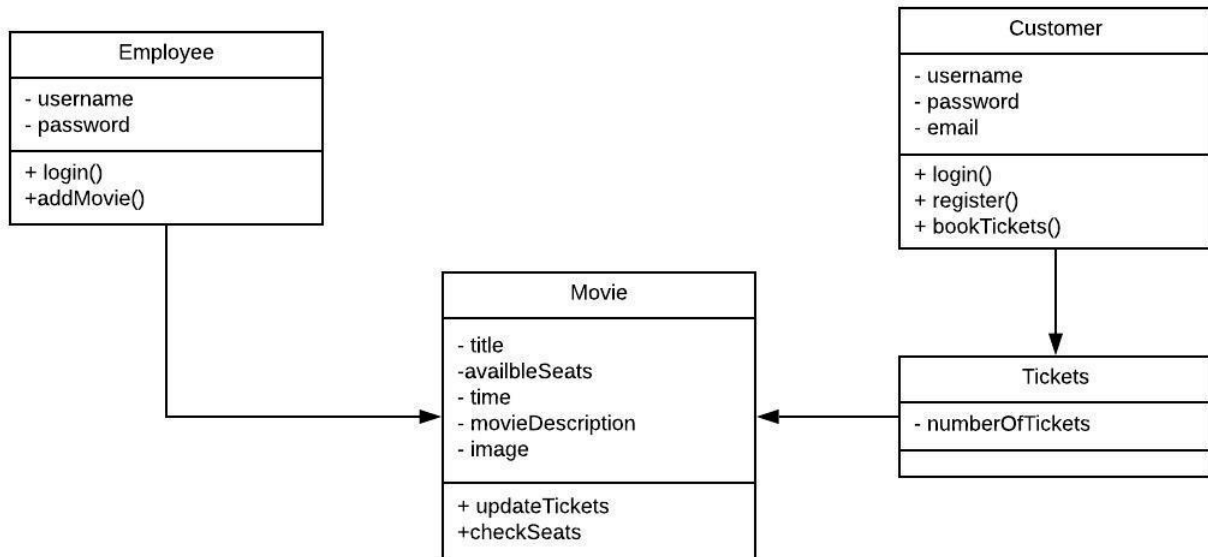 Employee
- username
- password
+ login()
+addMovie()
Customer
- username
- password
- email
+ login()
+ register()
+ bookTickets()
Movie
- title
-availbleSeats
- time
- movieDescription
- image
+ updateTickets
+checkSeats
Tickets
- numberOfTickets